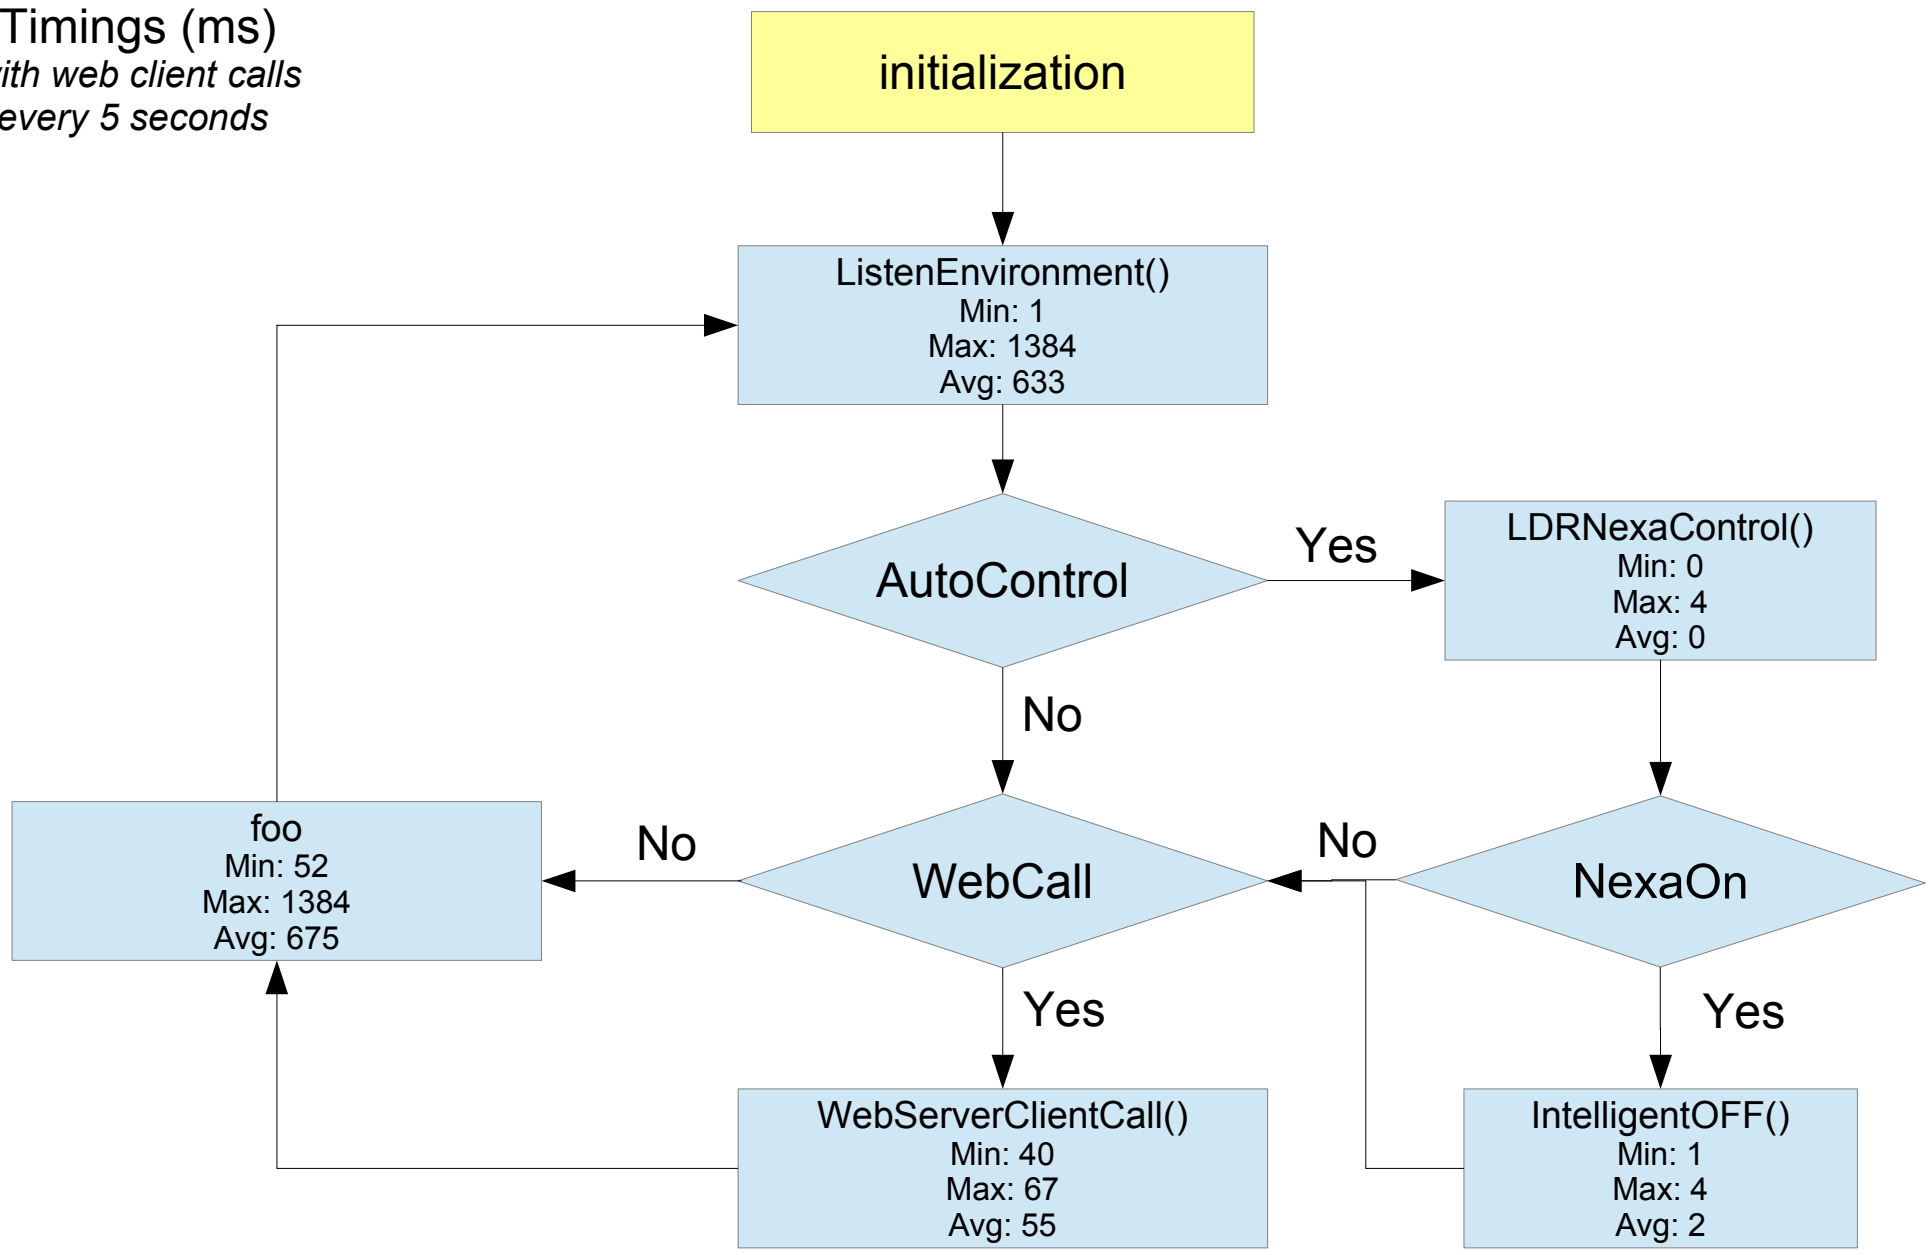 Timings (ms)
with web client calls
every 5 seconds
initialization
ListenEnvironment()
Min: 1
Max: 1384
Avg: 633
AutoControl
Yes
LDRNexaControl()
Min: 0
Max: 4
Avg: 0
No
foo
Min: 52
Max: 1384
Avg: 675
No
WebCall
No
NexaOn
Yes
Yes
WebServerClientCall()
Min: 40
Max: 67
Avg: 55
IntelligentOFF()
Min: 1
Max: 4
Avg: 2